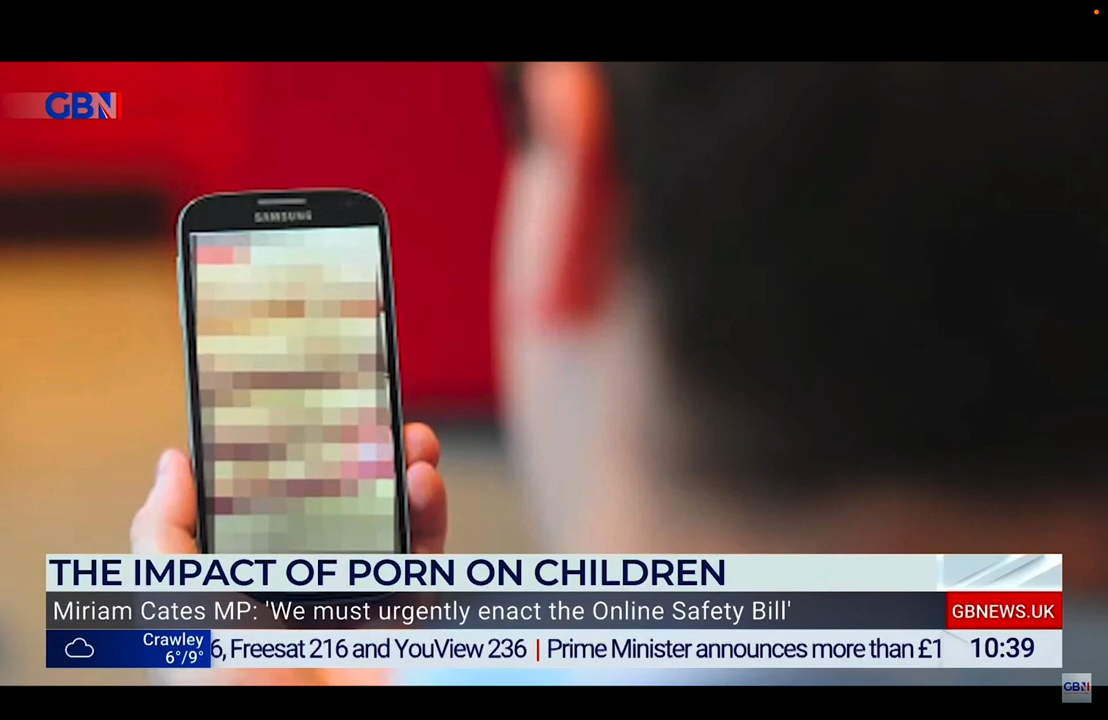 GBN
SAMSUNG
THE IMPACT OF PORN ON CHILDREN
Miriam Cates MP: 'We must urgently enact the Online Safety Bill'
GBNEWS.UK
Crawley
6°/9°
6, Freesat 216 and YouView 236 | Prime Minister announces more than £1
10:39
GBN